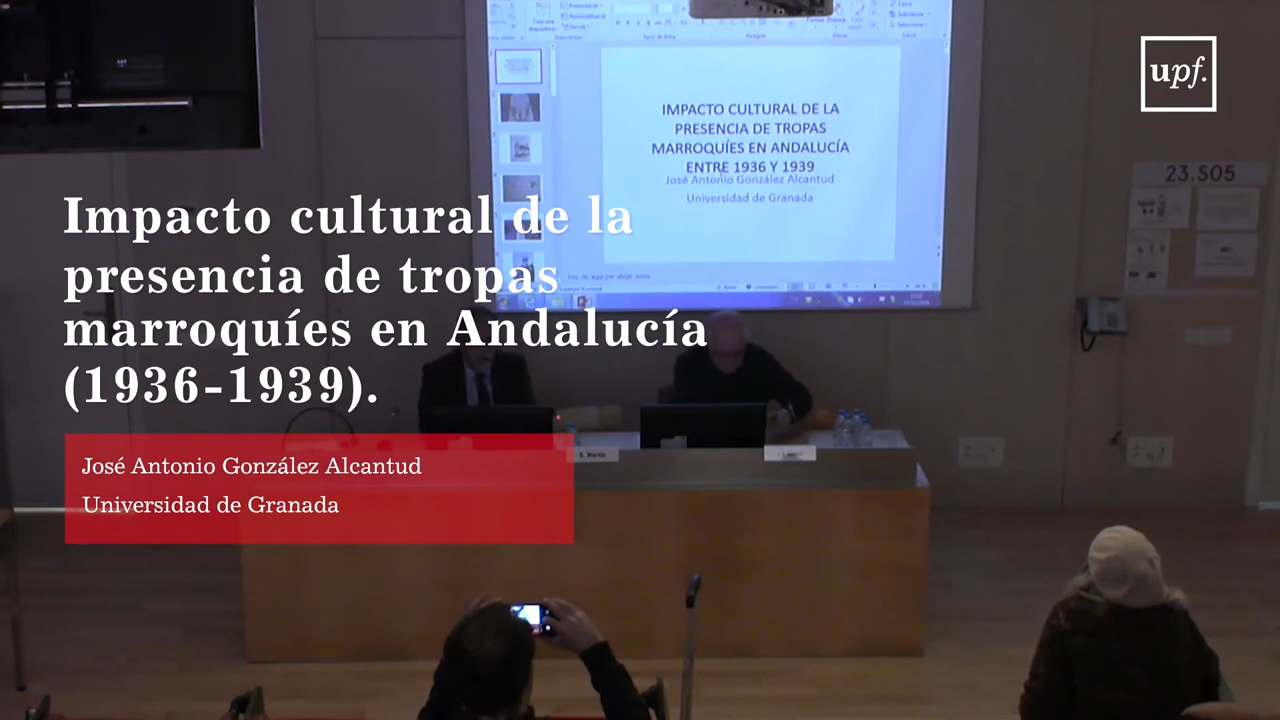 upf.
IMPACTO CULTURAL DE LA
PRESENCIA DE TROPAS
MARROQUÍES EN ANDALUCÍA
ENTRE 1936 Y 1939
José Antonio González Alcantud
Universidad de Granada
23.S05
Impacto cultural de la
presencia de tropas
marroquíes en Andalucía
(1936-1939).
José Antonio González Alcantud
Universidad de Granada